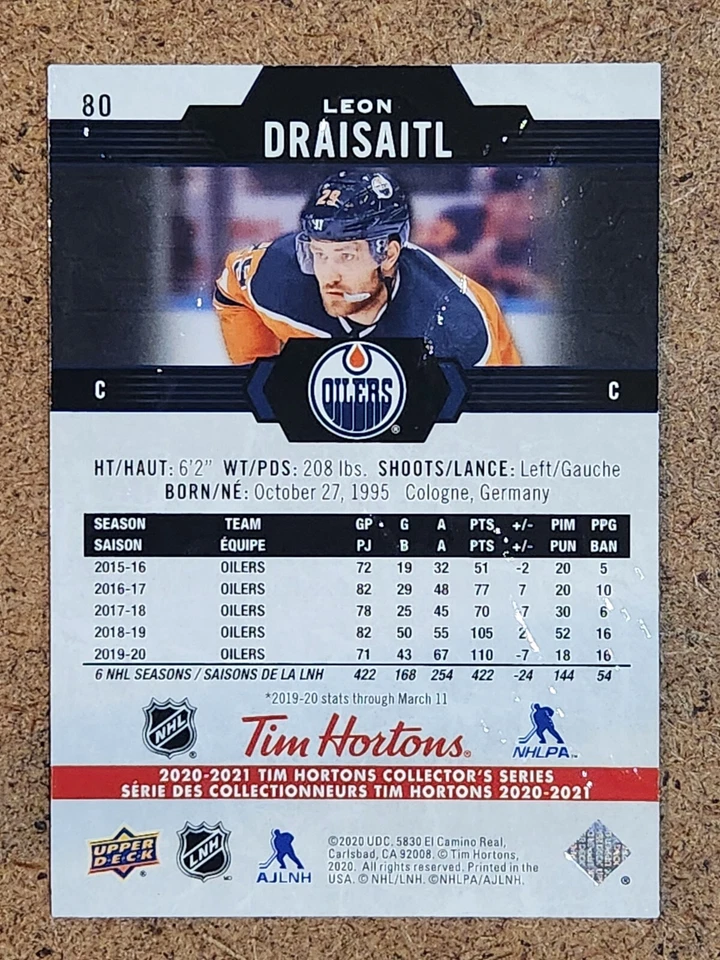 80
LEON
DRAISAITL
29
OILERS
C C
HT/HAUT: 6'2" WT/PDS: 208 lbs. SHOOTS/LANCE: Left/Gauche
BORN/NÉ: October 27, 1995 Cologne, Germany
SEASON TEAM GP G A PTS +/- PIM PPG
SAISON ÉQUIPE PJ B A PTS +/- PUN BAN
2015-16 OILERS 72 19 32 51 -2 20 5
2016-17 OILERS 82 29 48 77 7 20 10
2017-18 OILERS 78 25 45 70 -7 30 6
2018-19 OILERS 82 50 55 105 2 52 16
2019-20 OILERS 71 43 67 110 -7 18 16
6 NHL SEASONS / SAISONS DE LA LNH 422 168 254 422 -24 144 54
*2019-20 stats through March 11
NHL Tim Hortons® NHLPA™
2020-2021 TIM HORTONS COLLECTOR'S SERIES
SÉRIE DES COLLECTIONNEURS TIM HORTONS 2020-2021
UPPER DECK® LNH AJLNH
©2020 UDC, 5830 El Camino Real,
Carlsbad, CA 92008. © Tim Hortons,
2020. All rights reserved. Printed in the
USA. © NHL/LNH. ©NHLPA/AJLNH.